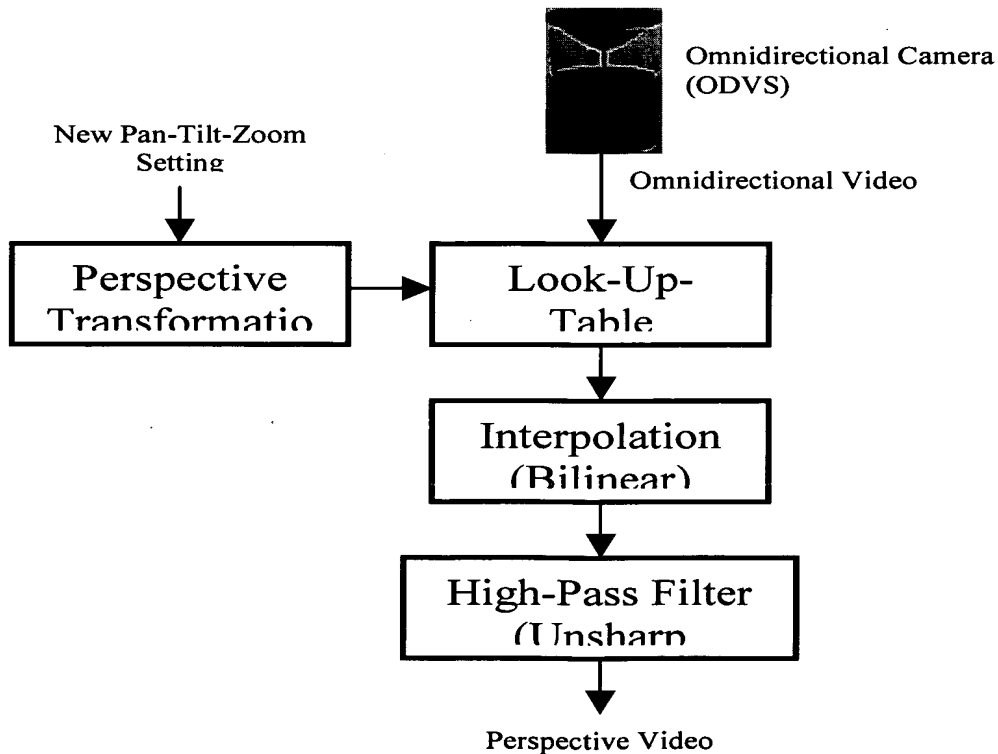 Omnidirectional Camera
(ODVS)
New Pan-Tilt-Zoom
Setting
Omnidirectional Video
Perspective
Transformatio
Look-Up-
Table
Interpolation
(Bilinear)
High-Pass Filter
(Unsharp
Perspective Video